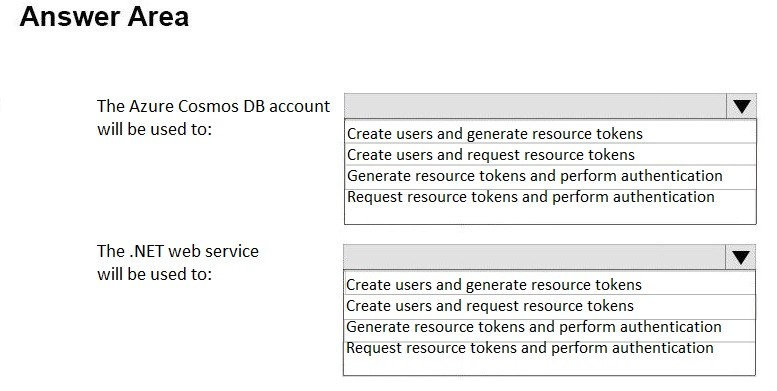 Answer Area
The Azure Cosmos DB account
will be used to:
Create users and generate resource tokens
Create users and request resource tokens
Generate resource tokens and perform authentication
Request resource tokens and perform authentication
The .NET web service
will be used to:
Create users and generate resource tokens
Create users and request resource tokens
Generate resource tokens and perform authentication
Request resource tokens and perform authentication